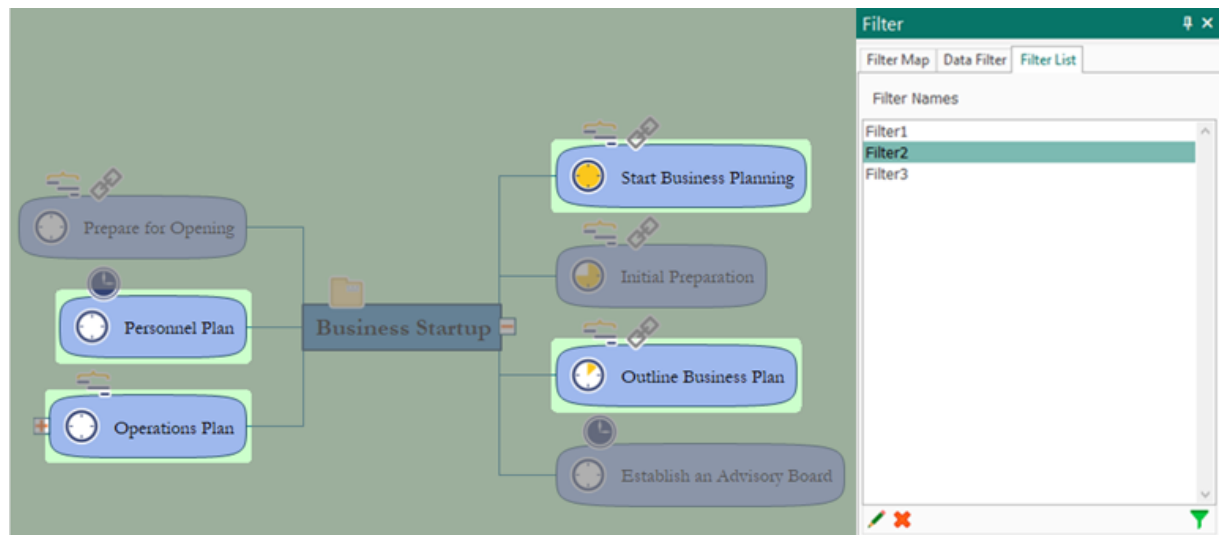 Prepare for Opening
Personnel Plan
Operations Plan
Business Startup
Start Business Planning
Initial Preparation
Outline Business Plan
Establish an Advisory Board
Filter
Filter Map Data Filter Filter List
Filter Names
Filter1
Filter2
Filter3